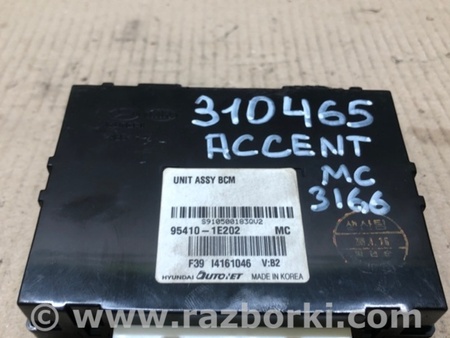 310465
ACCENT
MC
3166
UNIT ASSY BCM
S910500183QV2
95410-1E202 MC
F39 I4161046 V:82
HYUNDAI AUTONET MADE IN KOREA
www.razborki.com